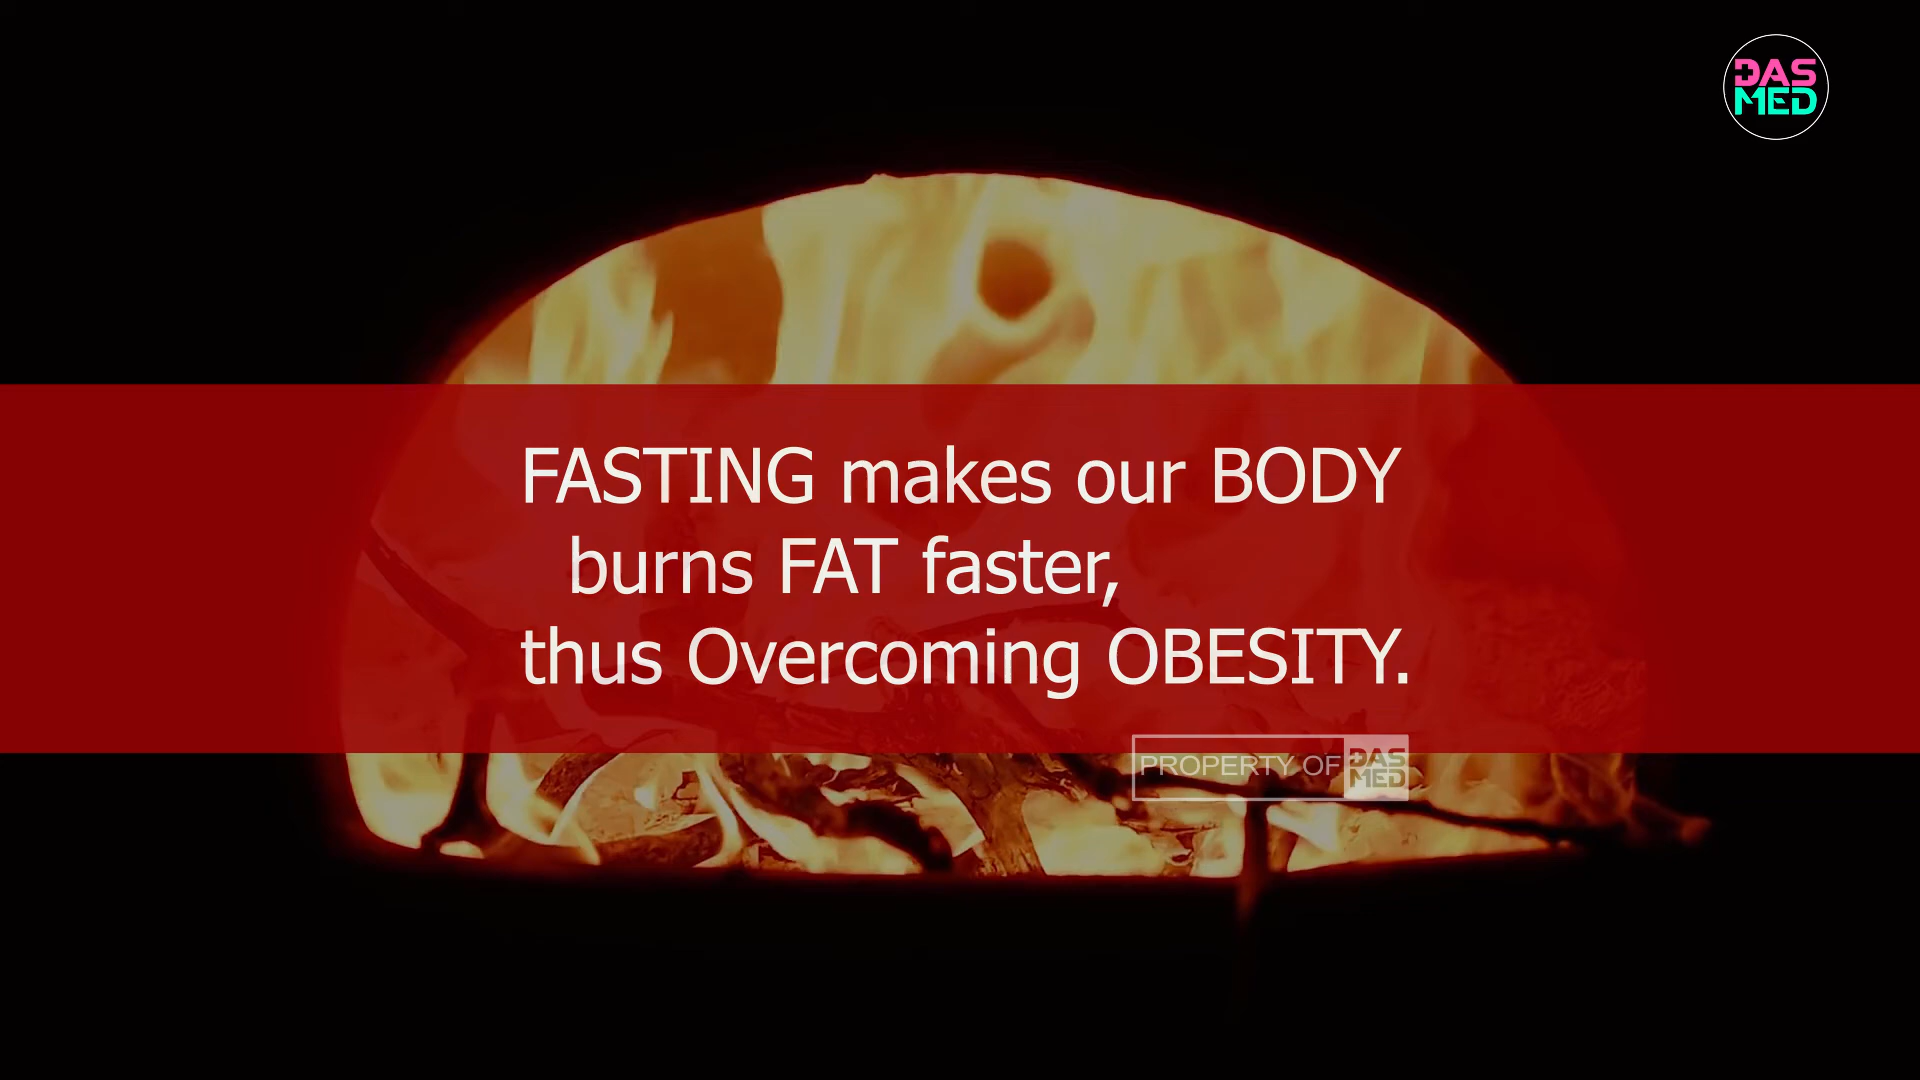 DAS
MED
FASTING makes our BODY
burns FAT faster,
thus Overcoming OBESITY.
PROPERTY OF DAS
MED